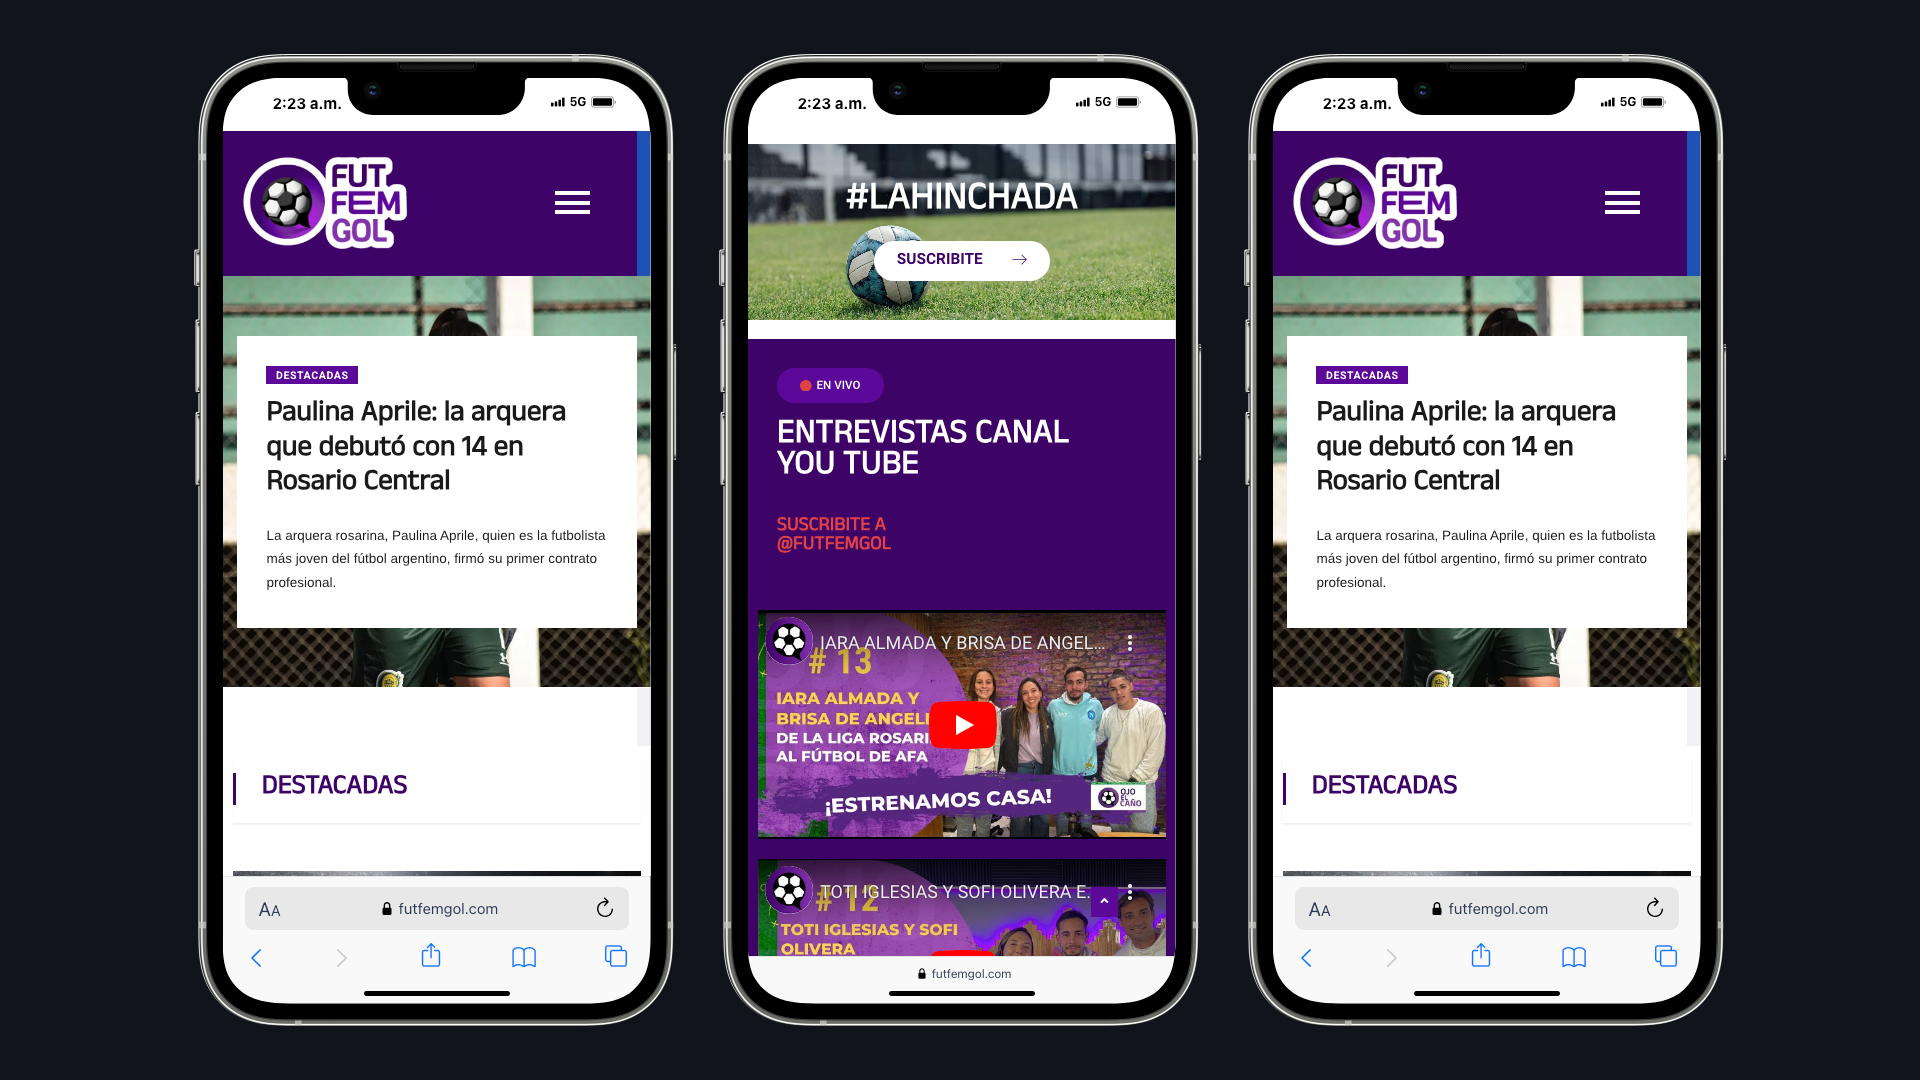 2:23 a.m.
5G
FUT
FEM
GOL
DESTACADAS
Paulina Aprile: la arquera
que debutó con 14 en
Rosario Central
La arquera rosarina, Paulina Aprile, quien es la futbolista
más joven del fútbol argentino, firmó su primer contrato
profesional.
DESTACADAS
AA
futfemgol.com
2:23 a.m.
5G
#LAHINCHADA
SUSCRIBITE
EN VIVO
ENTREVISTAS CANAL
YOU TUBE
SUSCRIBITE A
@FUTFEMGOL
IARA ALMADA Y BRISA DE ANGEL...
# 13
IARA ALMADA Y
BRISA DE ANGELI
DE LA LIGA ROSARI
AL FÚTBOL DE AFA
¡ESTRENAMOS CASA!
OJO
EL
CAÑO
TOTI IGLESIAS Y SOFI OLIVERA E.
# 12
TOTI IGLESIAS Y SOFI
OLIVERA
futfemgol.com
2:23 a.m.
5G
FUT
FEM
GOL
DESTACADAS
Paulina Aprile: la arquera
que debutó con 14 en
Rosario Central
La arquera rosarina, Paulina Aprile, quien es la futbolista
más joven del fútbol argentino, firmó su primer contrato
profesional.
DESTACADAS
AA
futfemgol.com